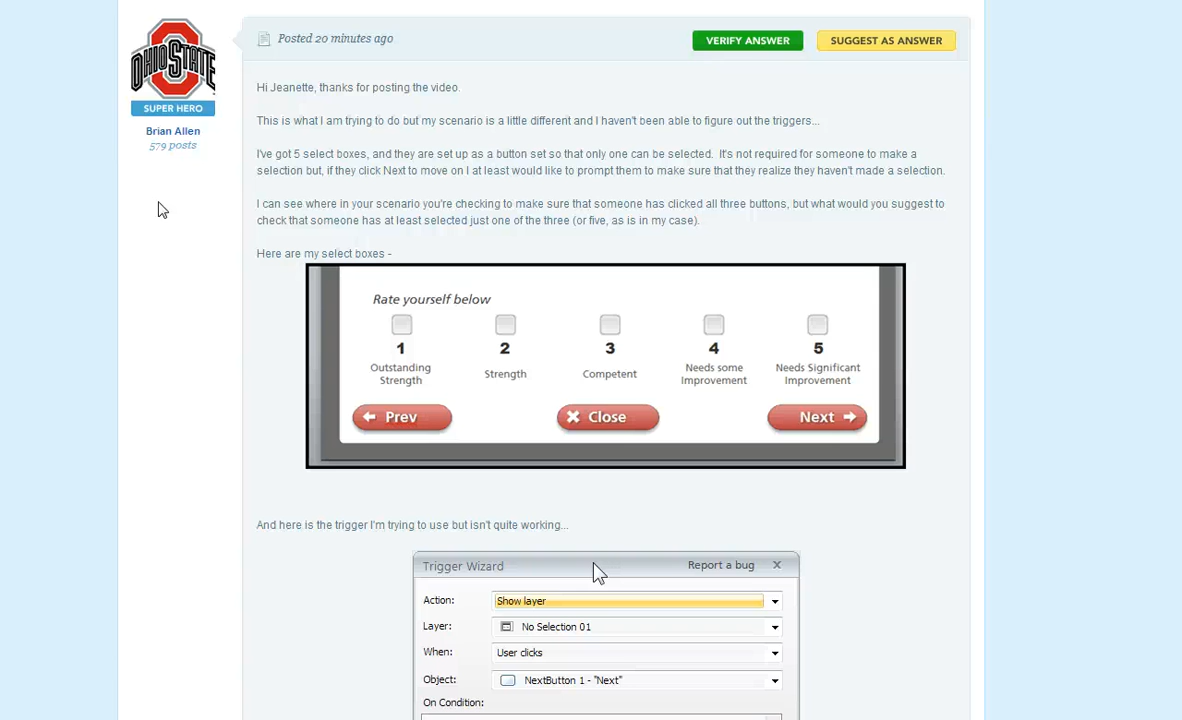 Posted 20 minutes ago
VERIFY ANSWER
SUGGEST AS ANSWER
OHIO STATE
SUPER HERO
Brian Allen
579 posts
Hi Jeanette, thanks for posting the video.
This is what I am trying to do but my scenario is a little different and I haven't been able to figure out the triggers...
I've got 5 select boxes, and they are set up as a button set so that only one can be selected.  It's not required for someone to make a
selection but, if they click Next to move on I at least would like to prompt them to make sure that they realize they haven't made a selection.
I can see where in your scenario you're checking to make sure that someone has clicked all three buttons, but what would you suggest to
check that someone has at least selected just one of the three (or five, as is in my case).
Here are my select boxes -
Rate yourself below
1 2 3 4 5
Outstanding Strength
Strength
Competent
Needs some Improvement
Needs Significant Improvement
Prev
Close
Next
And here is the trigger I'm trying to use but isn't quite working...
Trigger Wizard Report a bug X
Action: Show layer
Layer: No Selection 01
When: User clicks
Object: NextButton 1 - "Next"
On Condition: